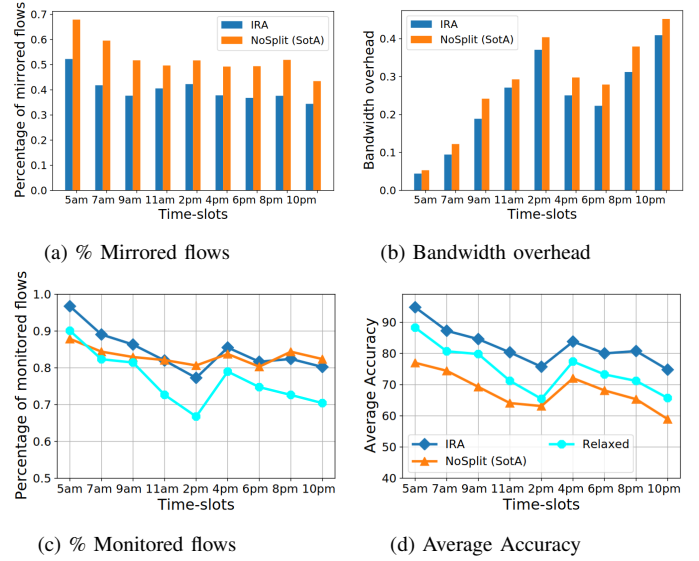 IRA
NoSplit (SotA)
Percentage of mirrored flows
0.7
0.6
0.5
0.4
0.3
0.2
0.1
0.0
5am 7am 9am 11am 2pm 4pm 6pm 8pm 10pm
Time-slots
(a) % Mirrored flows
IRA
NoSplit (SotA)
Bandwidth overhead
0.4
0.3
0.2
0.1
0.0
5am 7am 9am 11am 2pm 4pm 6pm 8pm 10pm
Time-slots
(b) Bandwidth overhead
Percentage of monitored flows
1.0
0.9
0.8
0.7
0.6
0.5
5am 7am 9am 11am 2pm 4pm 6pm 8pm 10pm
Time-slots
(c) % Monitored flows
Average Accuracy
90
80
70
60
50
40
IRA
NoSplit (SotA)
Relaxed
5am 7am 9am 11am 2pm 4pm 6pm 8pm 10pm
Time-slots
(d) Average Accuracy